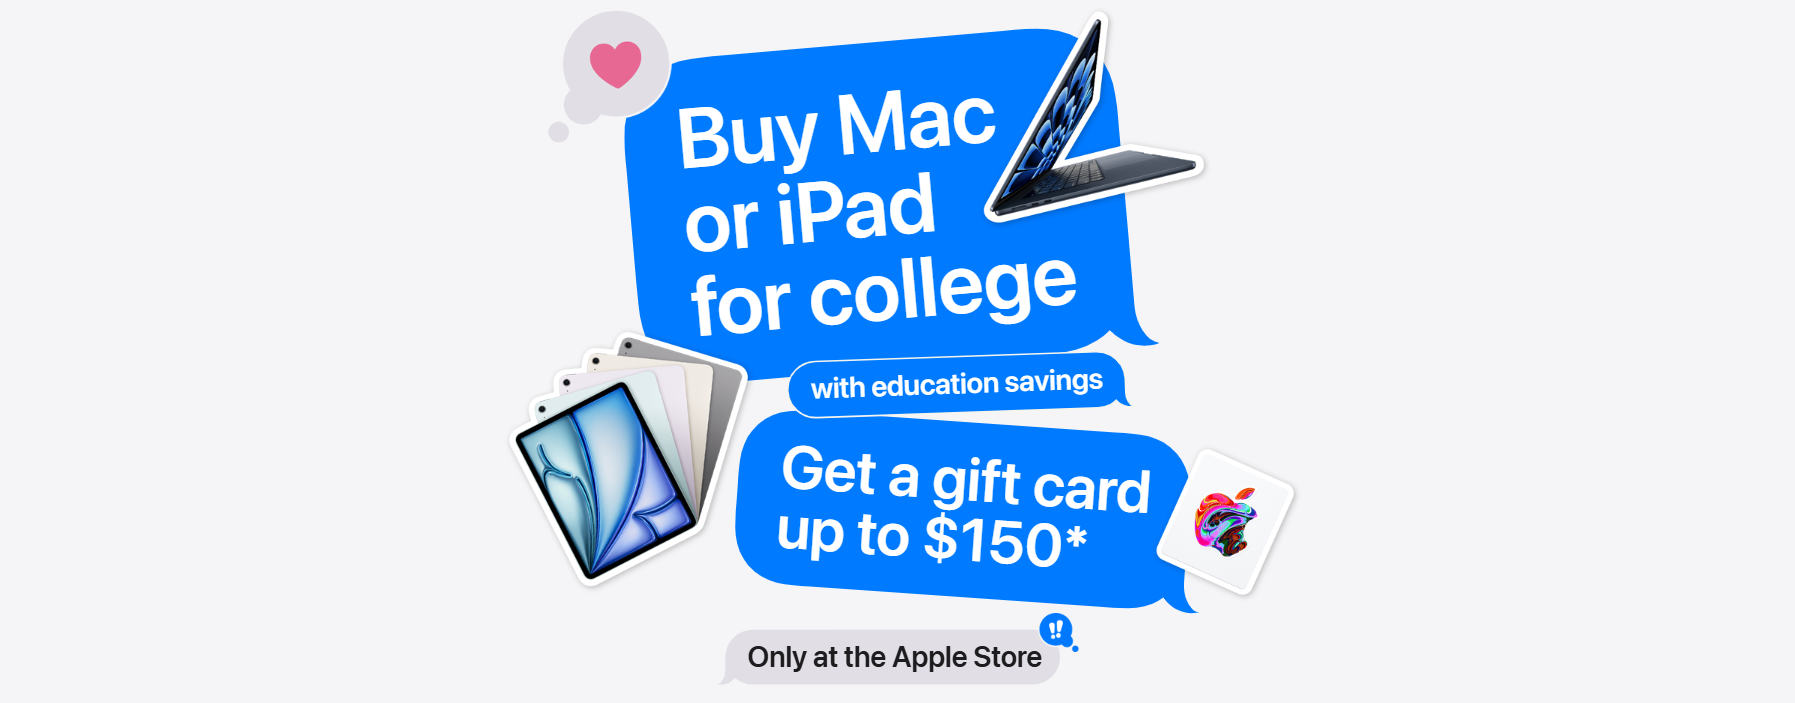 Buy Mac
or iPad
for college
with education savings
Get a gift card
up to $150*
Only at the Apple Store
!!